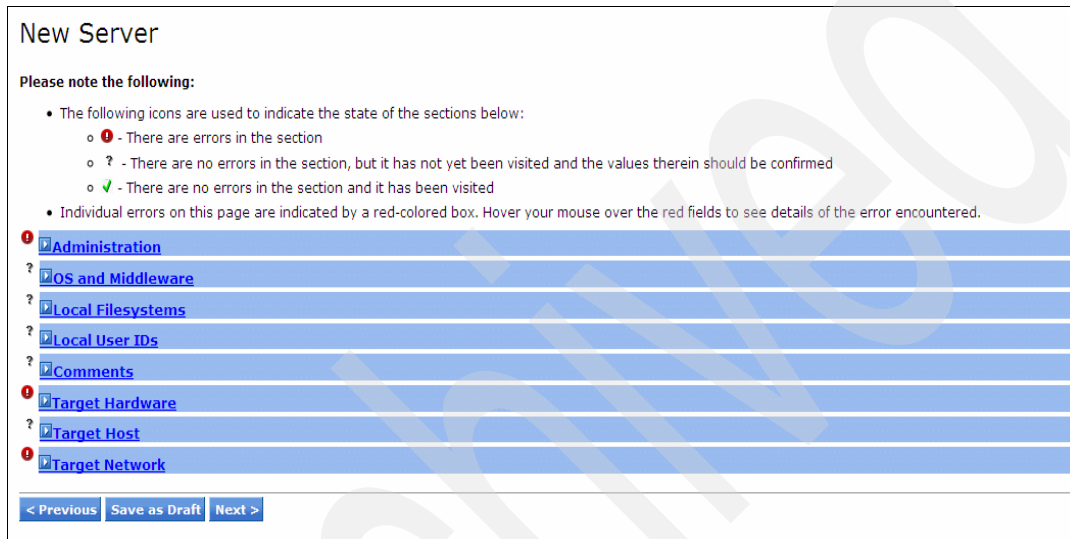 New Server
Please note the following:
• The following icons are used to indicate the state of the sections below:
o ! - There are errors in the section
o ? - There are no errors in the section, but it has not yet been visited and the values therein should be confirmed
o ✓ - There are no errors in the section and it has been visited
• Individual errors on this page are indicated by a red-colored box. Hover your mouse over the red fields to see details of the error encountered.
! Administration
? OS and Middleware
? Local Filesystems
? Local User IDs
? Comments
! Target Hardware
? Target Host
! Target Network
< Previous Save as Draft Next >